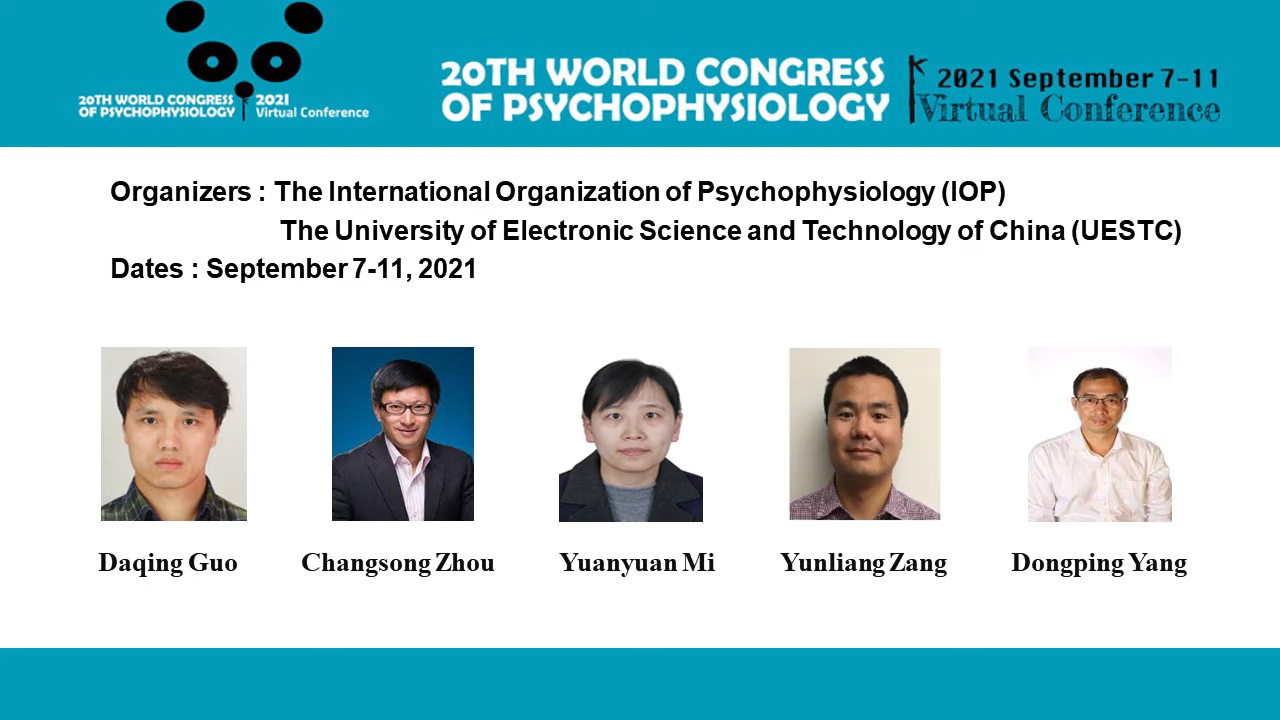 20TH WORLD CONGRESS
OF PSYCHOPHYSIOLOGY
2021
Virtual Conference
20TH WORLD CONGRESS
OF PSYCHOPHYSIOLOGY
2021 September 7-11
Virtual Conference
Organizers : The International Organization of Psychophysiology (IOP)
The University of Electronic Science and Technology of China (UESTC)
Dates : September 7-11, 2021
Daqing Guo
Changsong Zhou
Yuanyuan Mi
Yunliang Zang
Dongping Yang